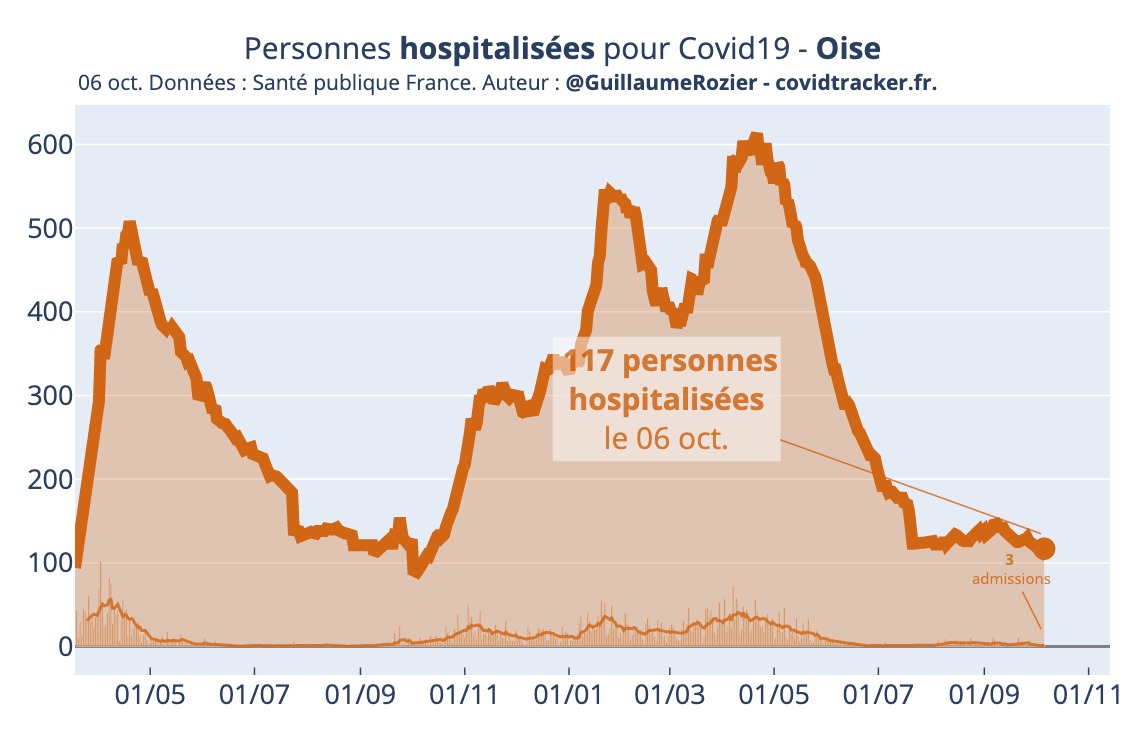 Personnes hospitalisées pour Covid19 - Oise
06 oct. Données : Santé publique France. Auteur : @GuillaumeRozier - covidtracker.fr.
600
500
400
300
200
100
0
117 personnes
hospitalisées
le 06 oct.
3
admissions
01/05 01/07 01/09 01/11 01/01 01/03 01/05 01/07 01/09 01/11